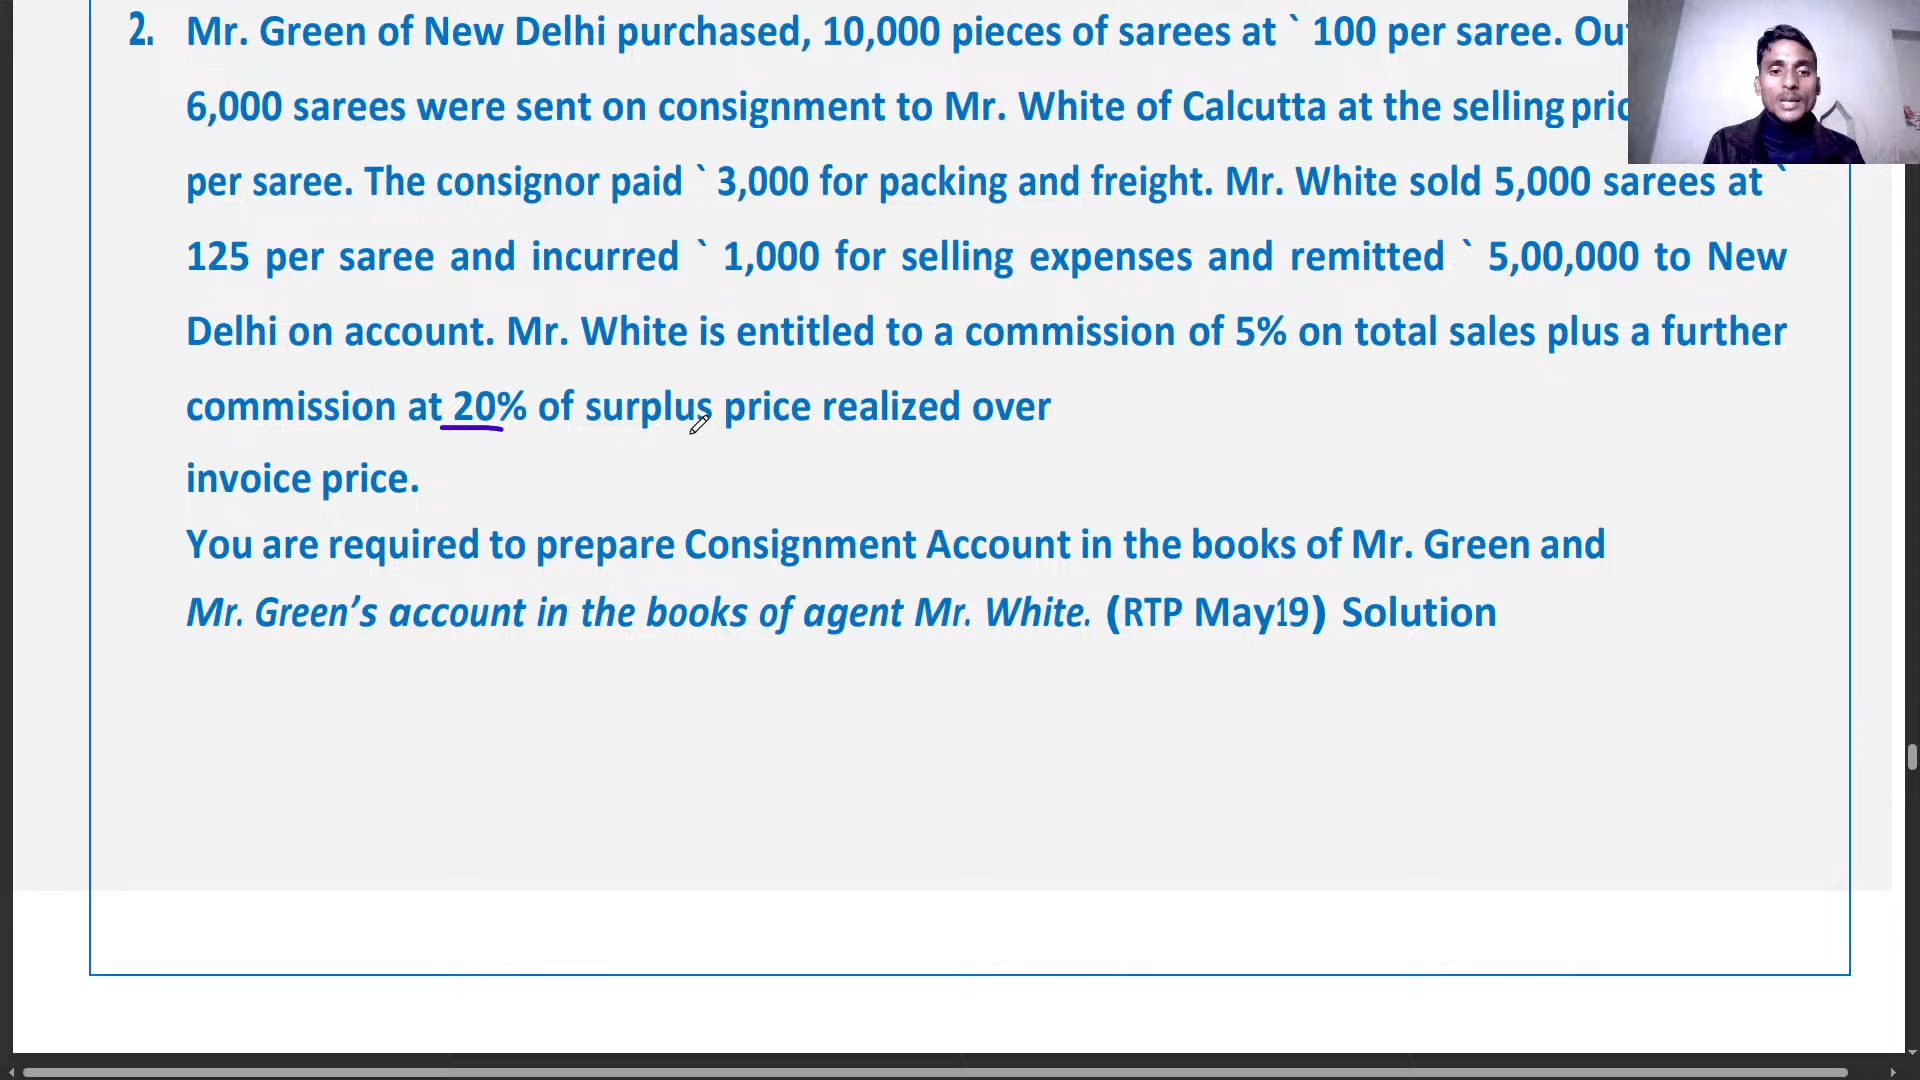 2. Mr. Green of New Delhi purchased, 10,000 pieces of sarees at ` 100 per saree.
6,000 sarees were sent on consignment to Mr. White of Calcutta at the selling
per saree. The consignor paid ` 3,000 for packing and freight. Mr. White sold 5,000 sarees at `
125 per saree and incurred ` 1,000 for selling expenses and remitted ` 5,00,000 to New
Delhi on account. Mr. White is entitled to a commission of 5% on total sales plus a further
commission at 20% of surplus price realized over
invoice price.
You are required to prepare Consignment Account in the books of Mr. Green and
Mr. Green’s account in the books of agent Mr. White. (RTP May19) Solution